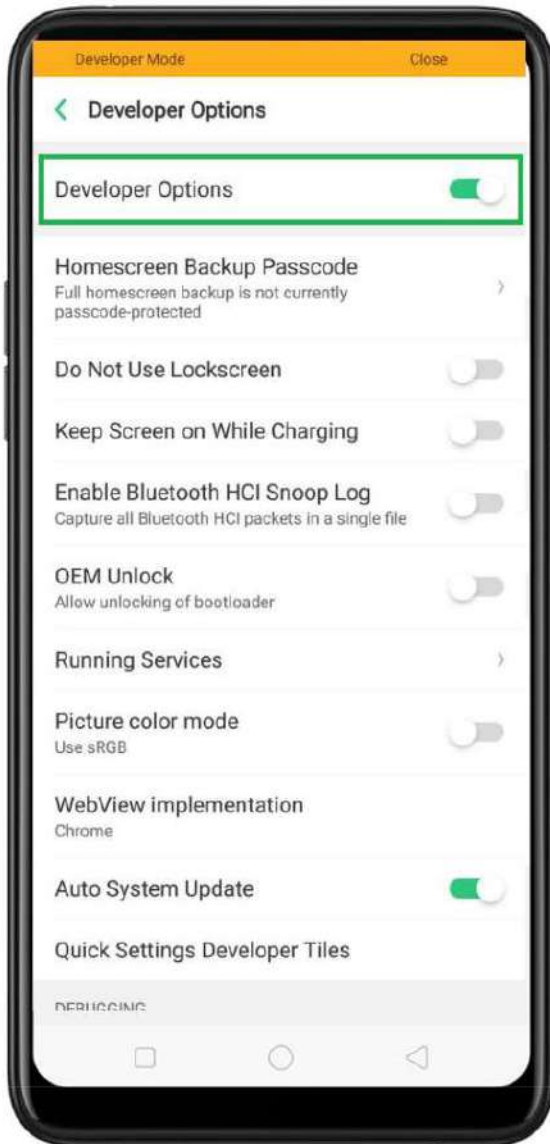 Developer Mode Close
Developer Options
Developer Options
Homescreen Backup Passcode
Full homescreen backup is not currently
passcode-protected
Do Not Use Lockscreen
Keep Screen on While Charging
Enable Bluetooth HCI Snoop Log
Capture all Bluetooth HCI packets in a single file
OEM Unlock
Allow unlocking of bootloader
Running Services
Picture color mode
Use sRGB
WebView implementation
Chrome
Auto System Update
Quick Settings Developer Tiles
DEBUGGING